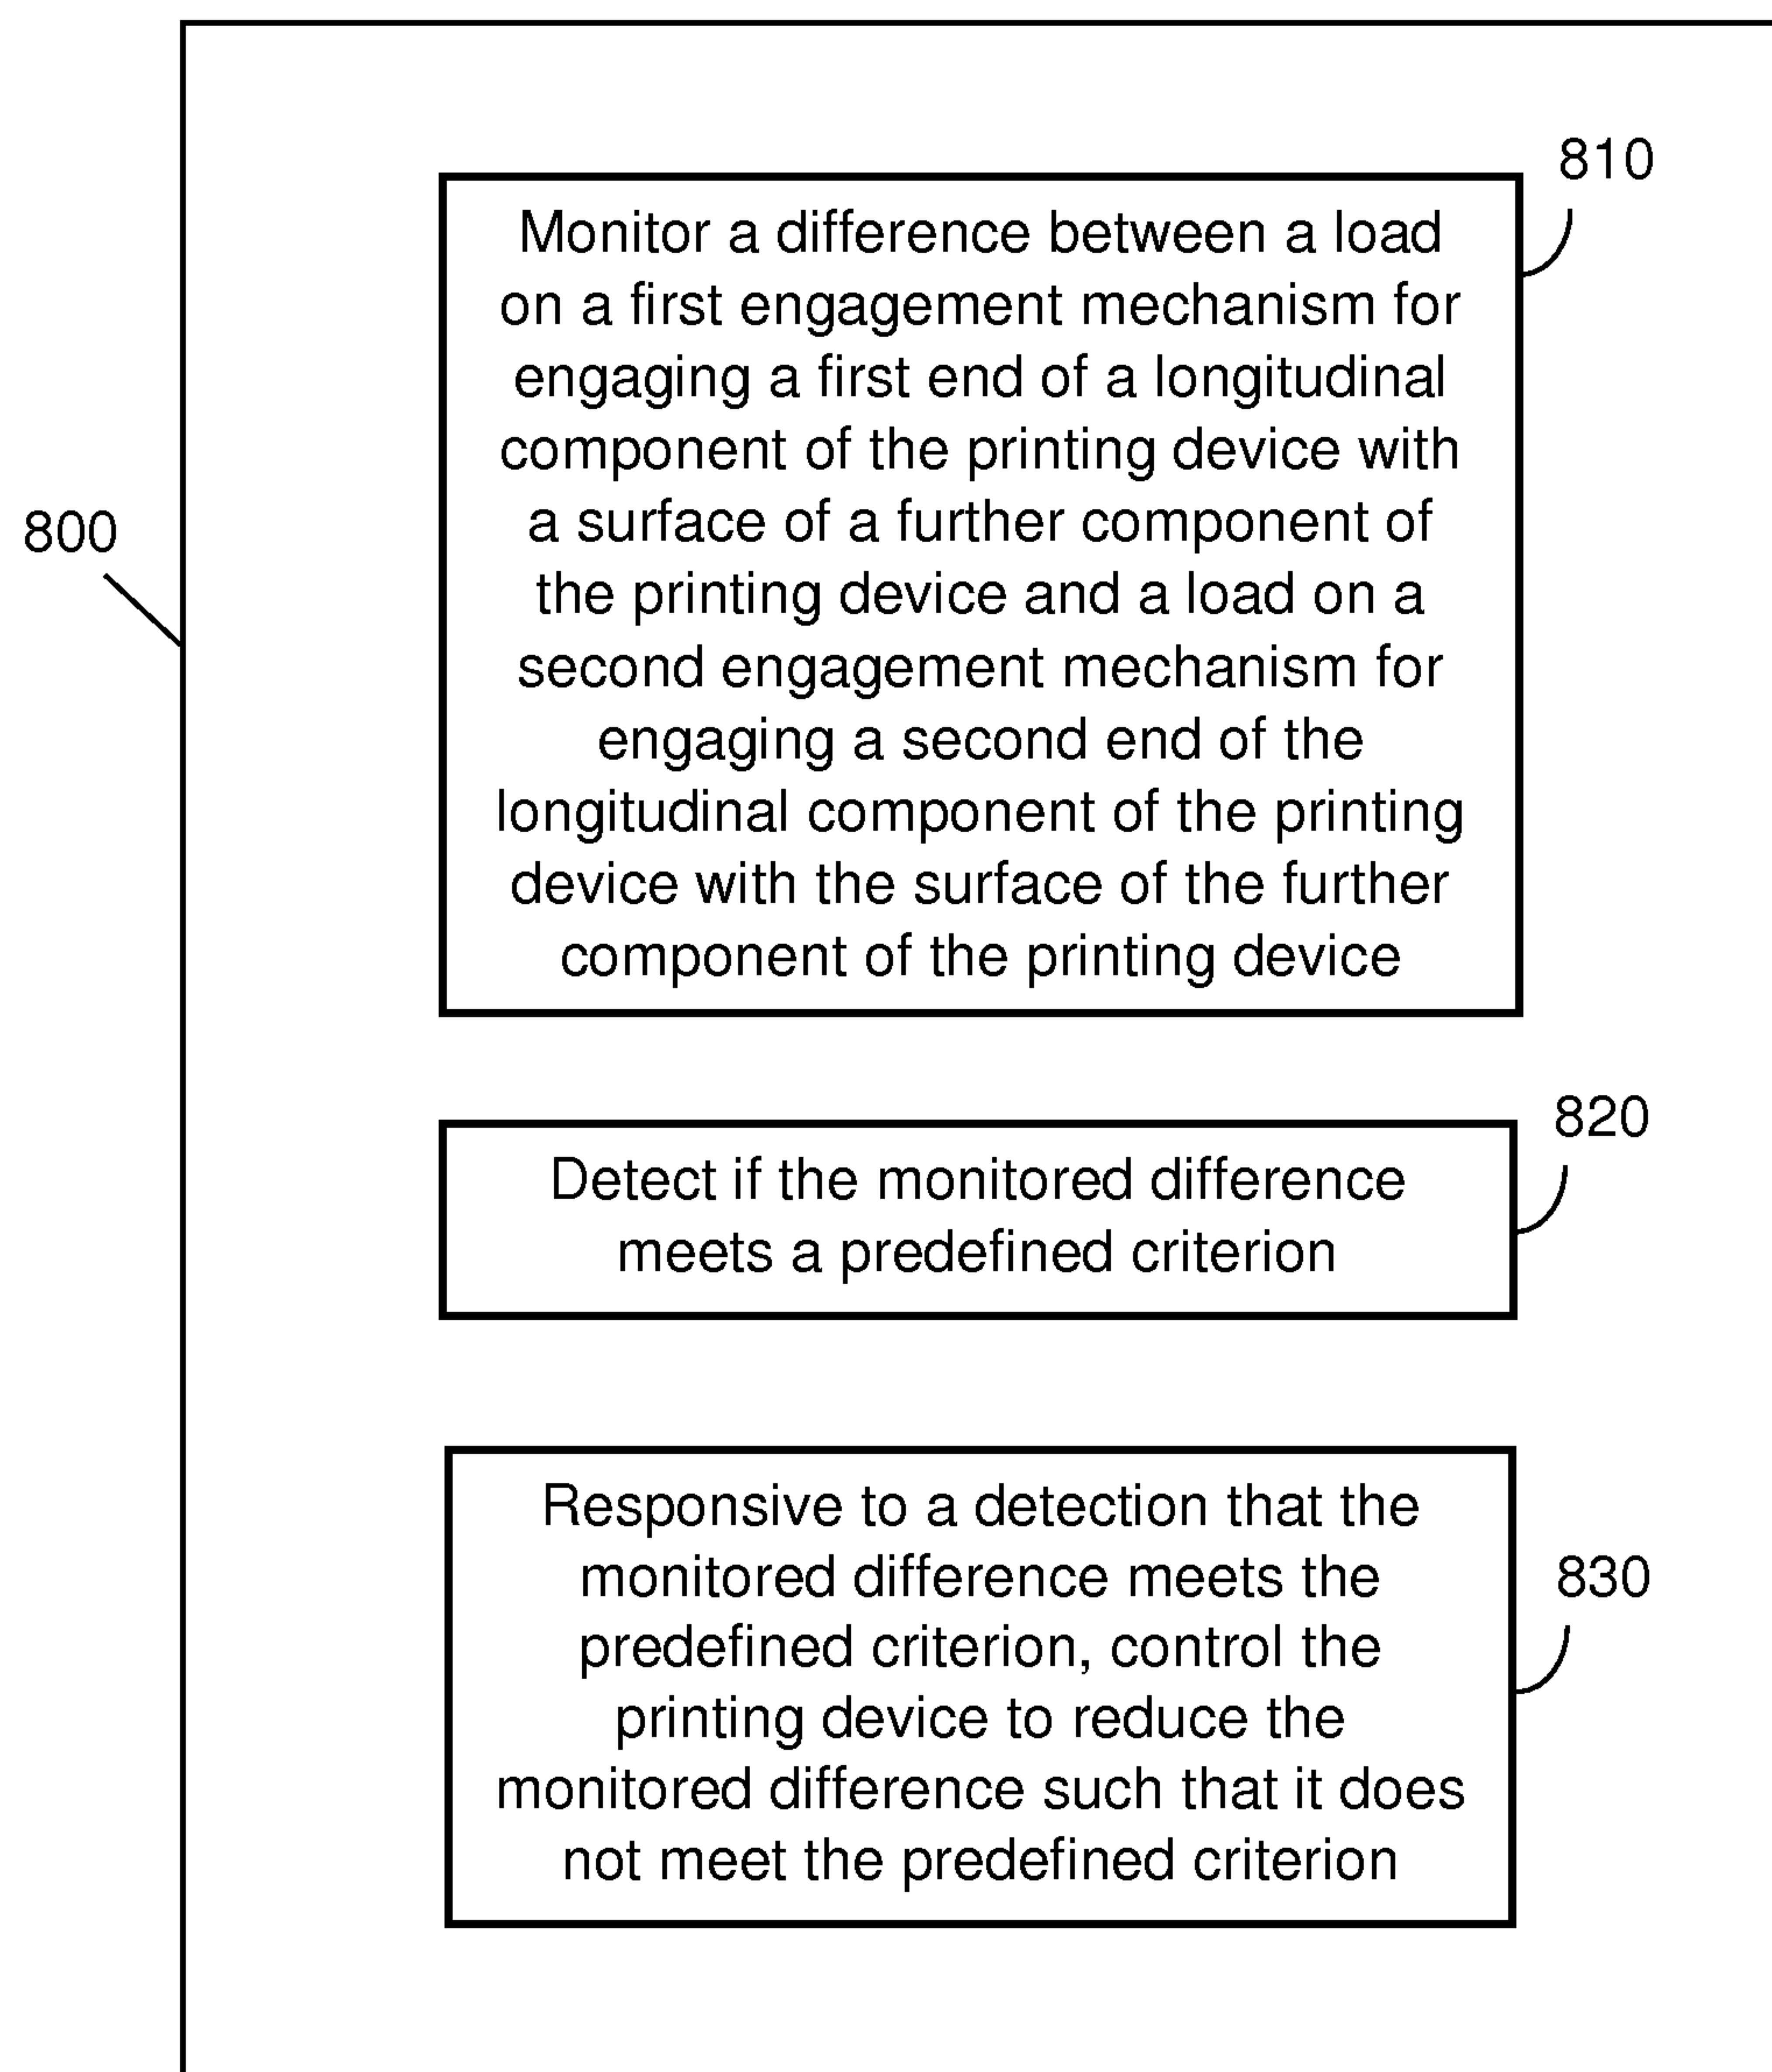 810
Monitor a difference between a load
on a first engagement mechanism for
engaging a first end of a longitudinal
component of the printing device with
a surface of a further component of
the printing device and a load on a
second engagement mechanism for
engaging a second end of the
longitudinal component of the printing
device with the surface of the further
component of the printing device
800
820
Detect if the monitored difference
meets a predefined criterion
Responsive to a detection that the
monitored difference meets the
predefined criterion, control the
printing device to reduce the
monitored difference such that it does
not meet the predefined criterion
830